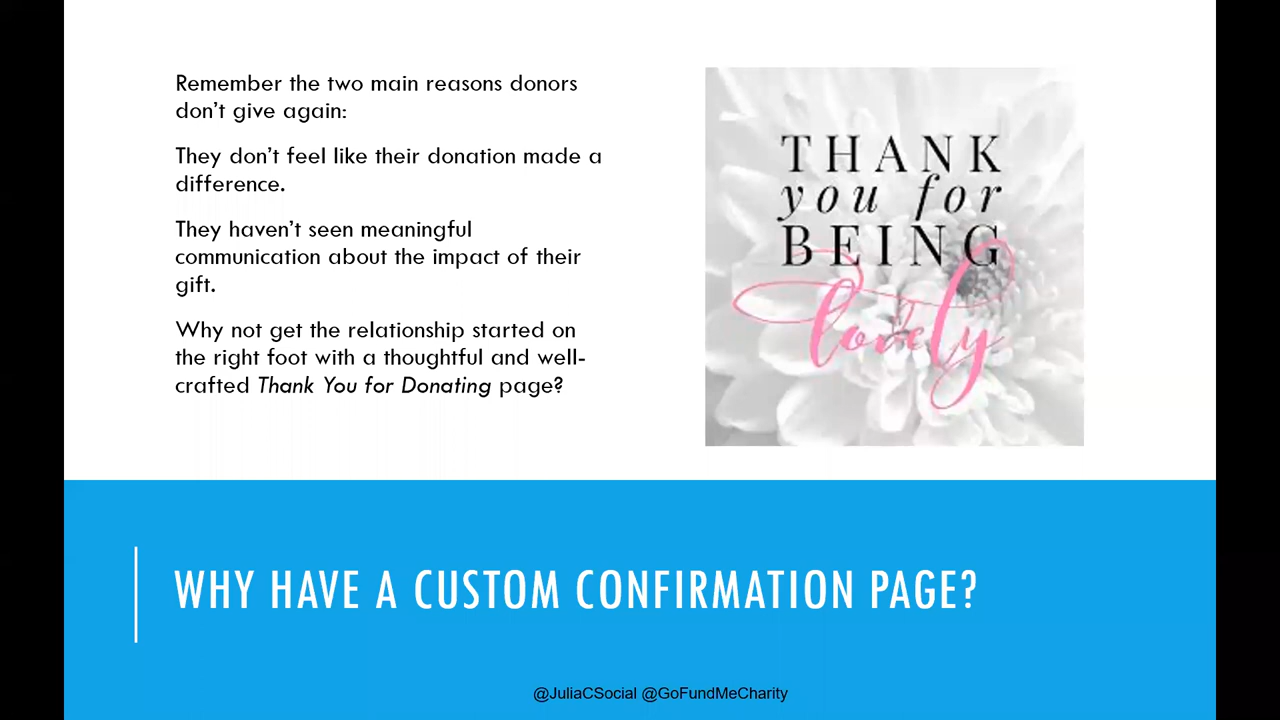 Remember the two main reasons donors
don't give again:
They don't feel like their donation made a
difference.
They haven't seen meaningful
communication about the impact of their
gift.
Why not get the relationship started on
the right foot with a thoughtful and well-
crafted Thank You for Donating page?
THANK
you for
BEING
lovely
WHY HAVE A CUSTOM CONFIRMATION PAGE?
@JuliaCSocial @GoFundMeCharity